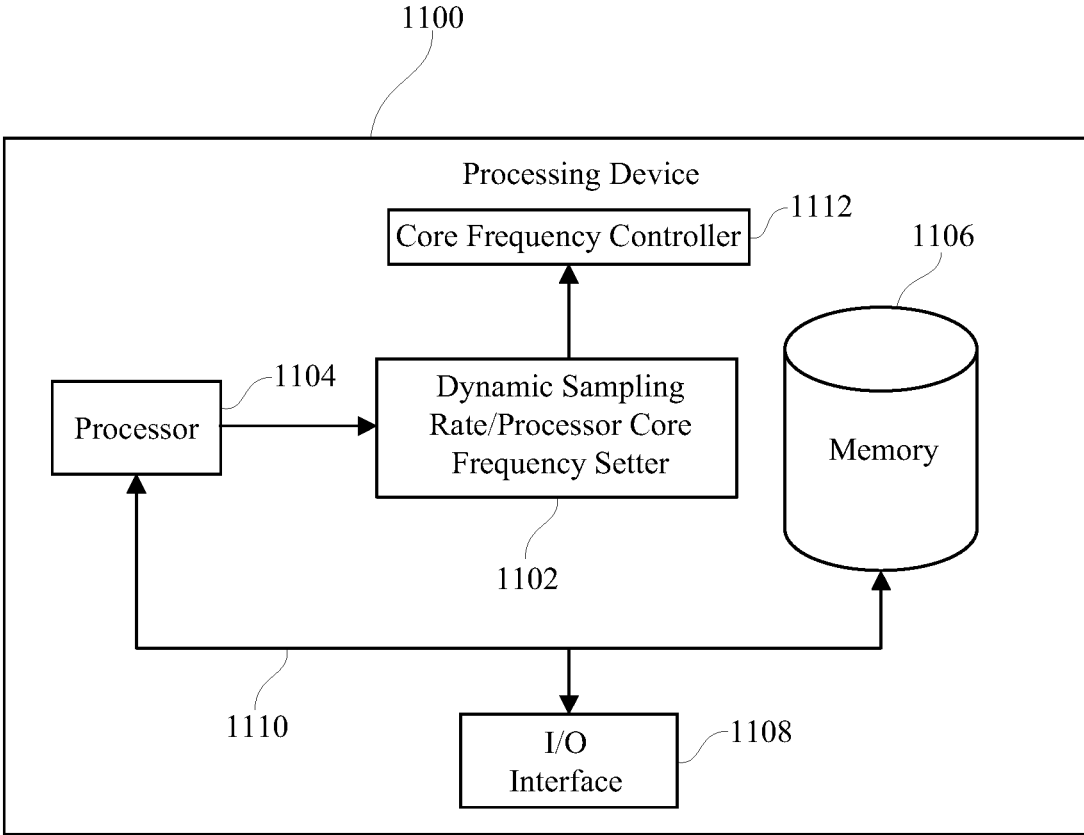 1100
Processing Device
Core Frequency Controller
1112
1106
1104
Processor
Dynamic Sampling
Rate/Processor Core
Frequency Setter
Memory
1102
1110
I/O
Interface
1108